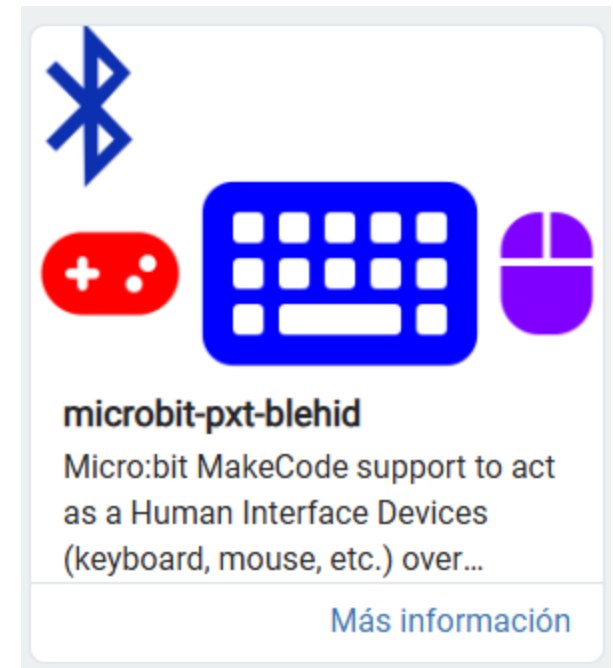 microbit-pxt-blehid
Micro:bit MakeCode support to act
as a Human Interface Devices
(keyboard, mouse, etc.) over...
Más información